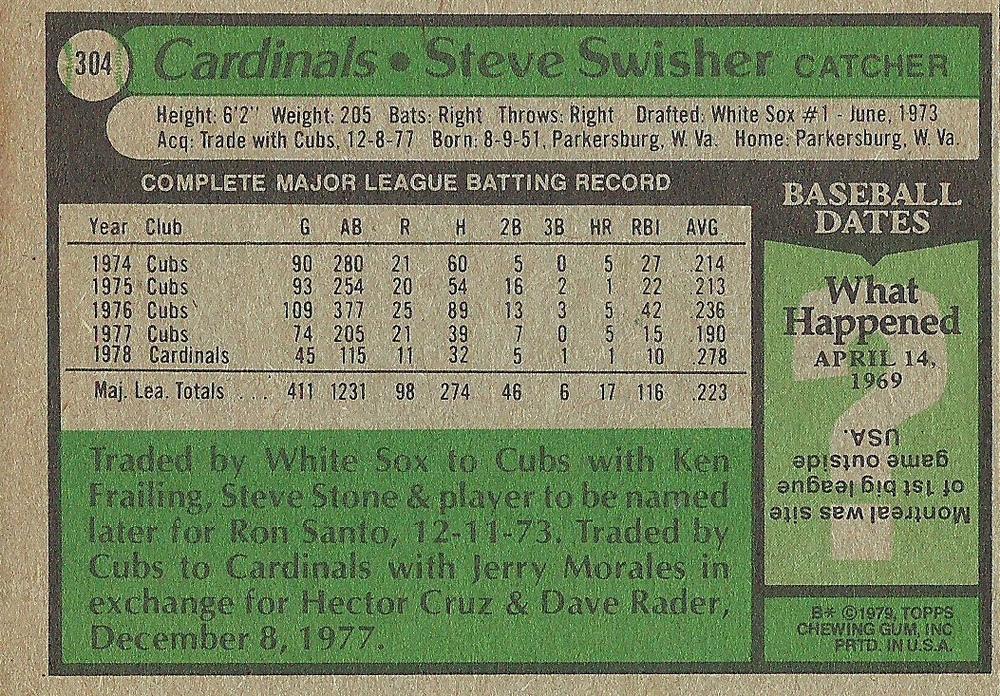 304 Cardinals • Steve Swisher CATCHER
Height: 6'2" Weight: 205 Bats: Right Throws: Right Drafted: White Sox #1 - June, 1973
Acq: Trade with Cubs, 12-8-77 Born: 8-9-51, Parkersburg, W. Va. Home: Parkersburg, W. Va.
COMPLETE MAJOR LEAGUE BATTING RECORD
Year Club G AB R H 2B 3B HR RBI AVG
1974 Cubs 90 280 21 60 5 0 5 27 .214
1975 Cubs 93 254 20 54 16 2 1 22 .213
1976 Cubs 109 377 25 89 13 3 5 42 .236
1977 Cubs 74 205 21 39 7 0 5 15 .190
1978 Cardinals 45 115 11 32 5 1 1 10 .278
Maj. Lea. Totals . . . 411 1231 98 274 46 6 17 116 .223
Traded by White Sox to Cubs with Ken
Frailing, Steve Stone & player to be named
later for Ron Santo, 12-11-73. Traded by
Cubs to Cardinals with Jerry Morales in
exchange for Hector Cruz & Dave Rader,
December 8, 1977.
BASEBALL
DATES
What
Happened
APRIL 14,
1969
?
Montreal was site
of 1st big league
game outside
USA.
B* ©1979, TOPPS
CHEWING GUM, INC
PRTD. IN U.S.A.